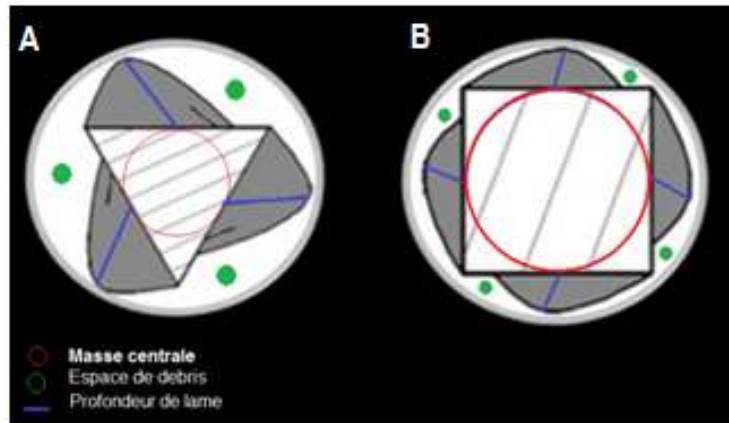 A
B
Masse centrale
Espace de debris
Profondeur de lame